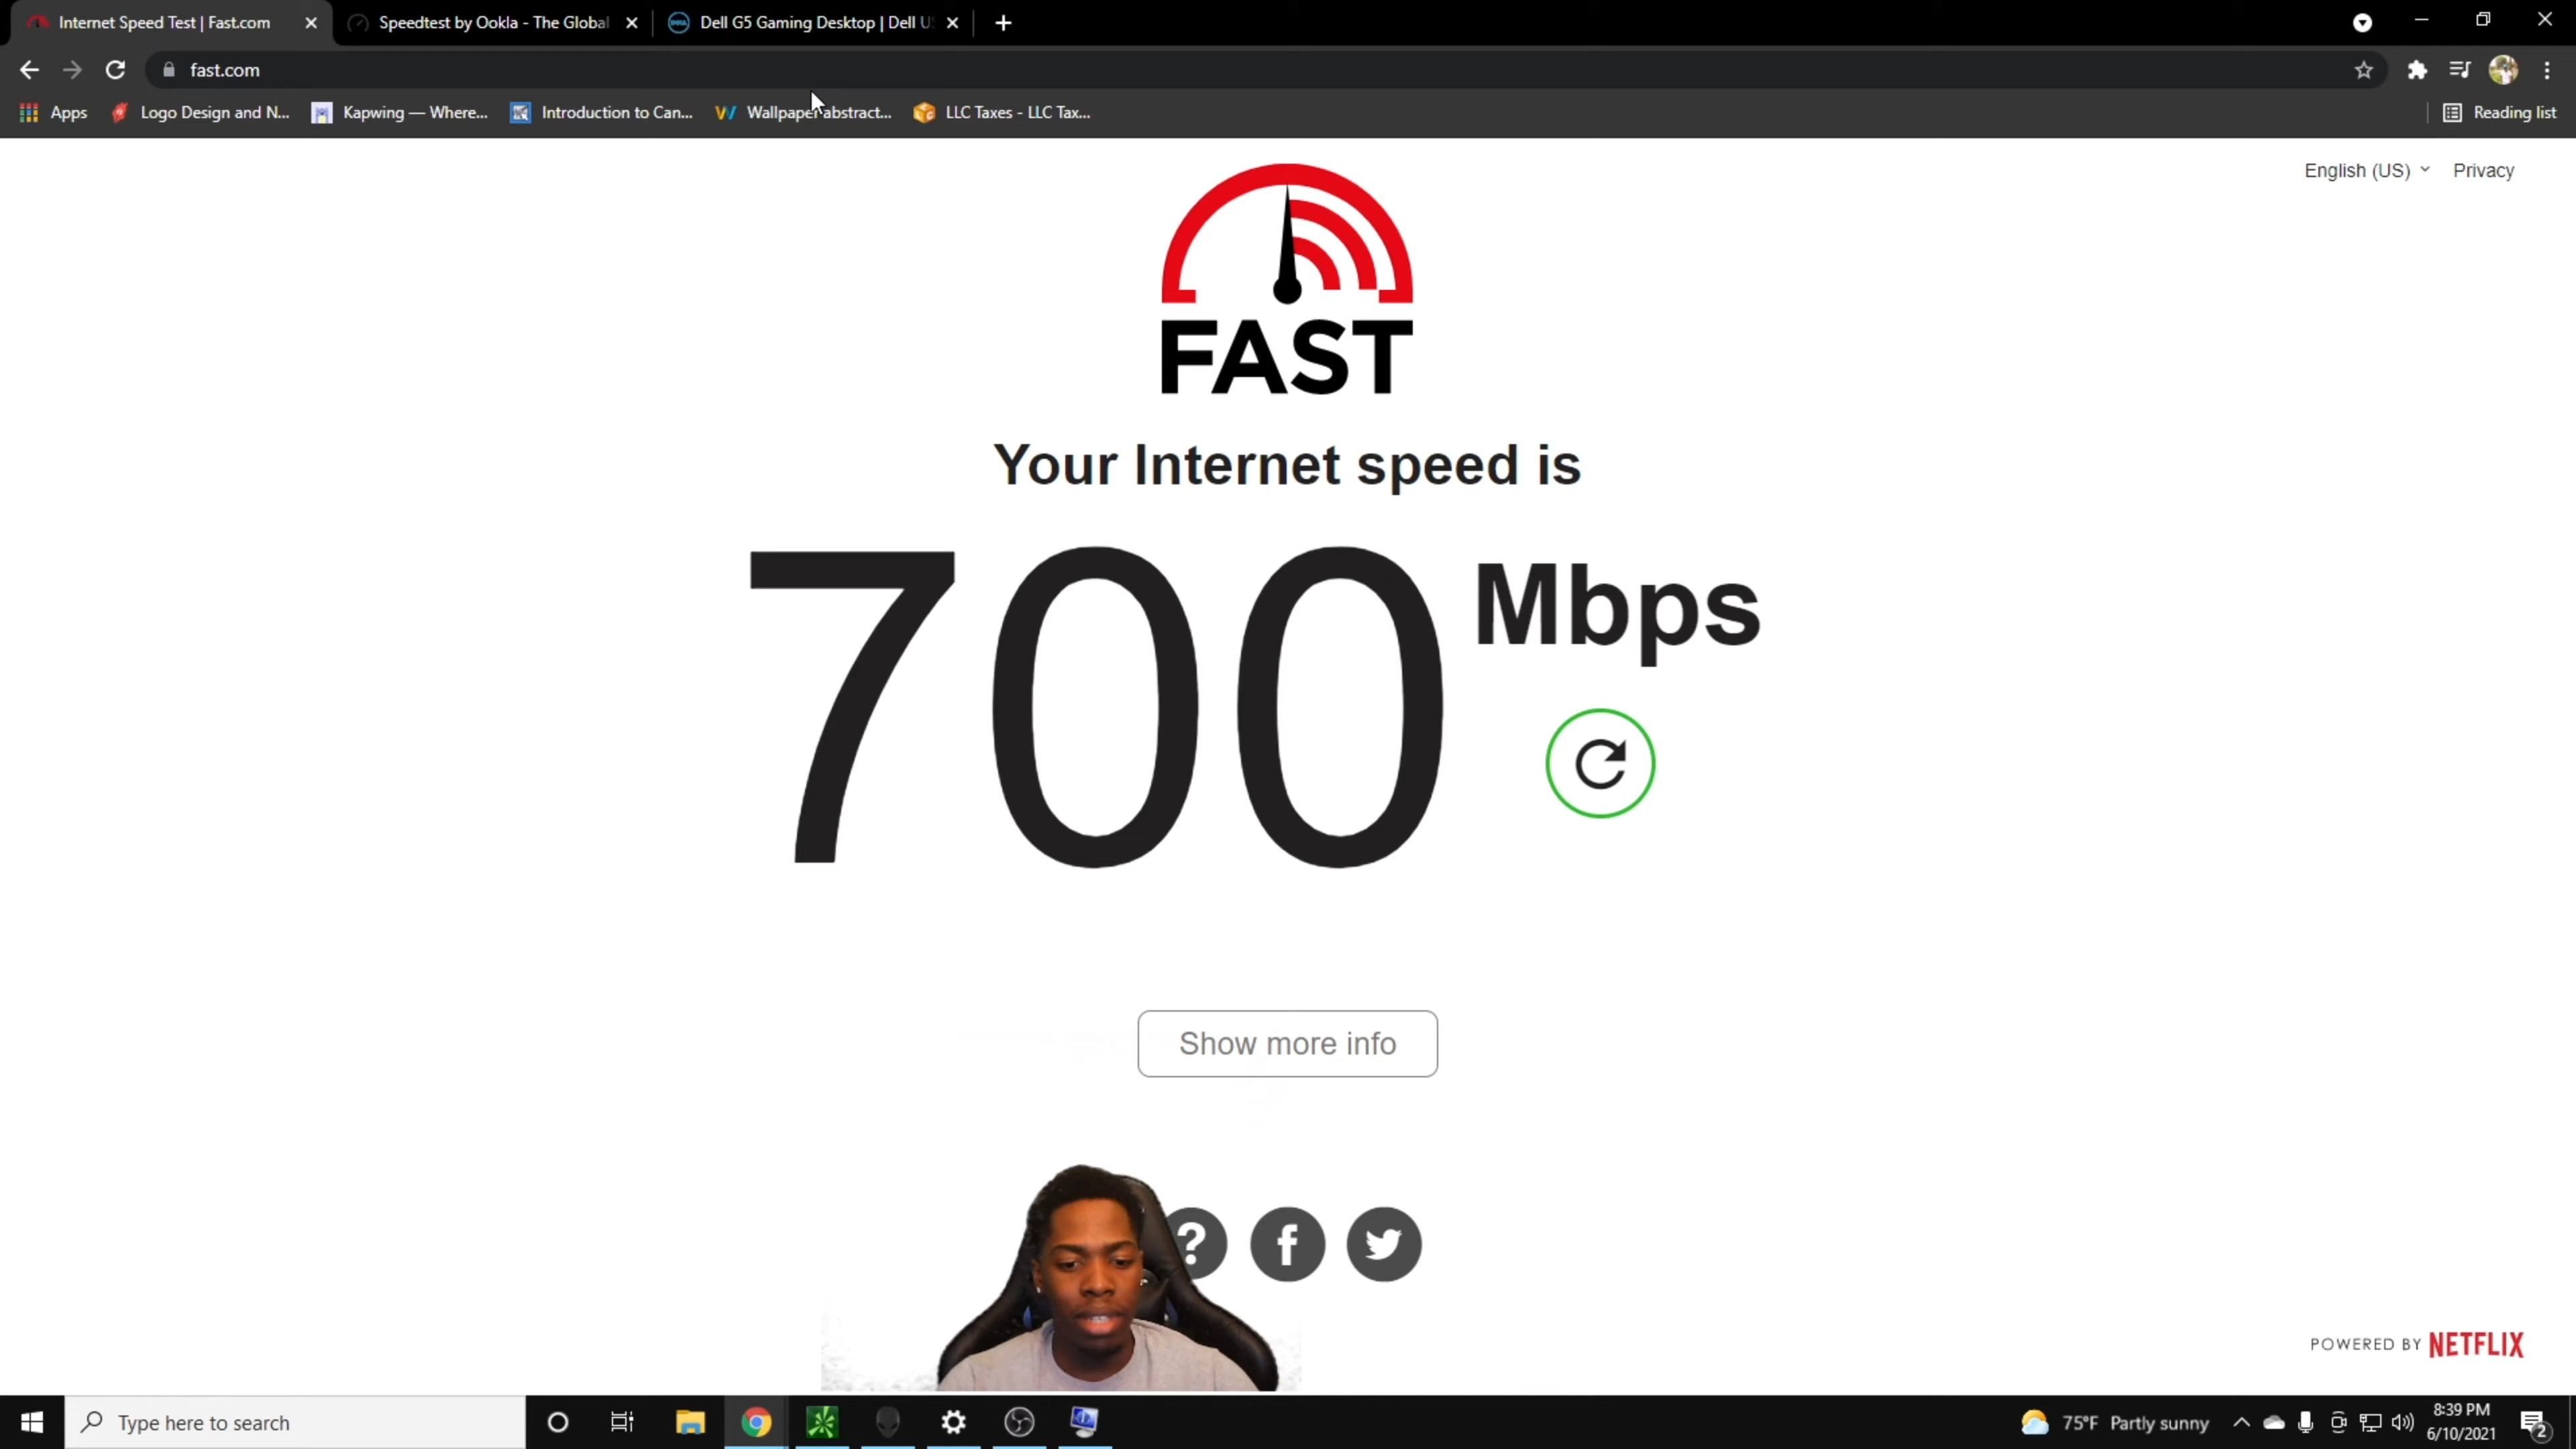 Internet Speed Test | Fast.com
Speedtest by Ookla - The Global
Dell G5 Gaming Desktop | Dell U
fast.com
Apps
Logo Design and N...
Kapwing — Where...
Introduction to Can...
Wallpaper abstract...
LLC Taxes - LLC Tax...
Reading list
English (US)
Privacy
FAST
Your Internet speed is
700 Mbps
Show more info
?
f
POWERED BY NETFLIX
Type here to search
75°F Partly sunny
8:39 PM
6/10/2021
2